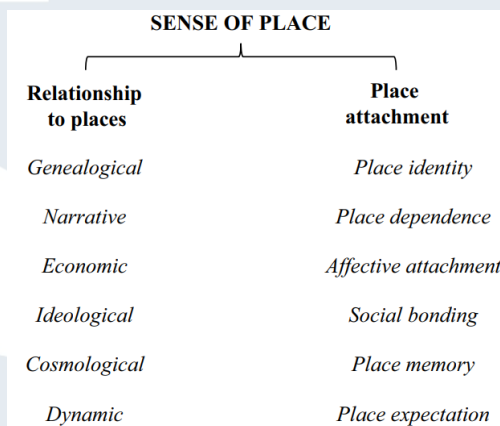 SENSE OF PLACE
Relationship
to places
Genealogical
Narrative
Economic
Ideological
Cosmological
Dynamic
Place
attachment
Place identity
Place dependence
Affective attachment
Social bonding
Place memory
Place expectation